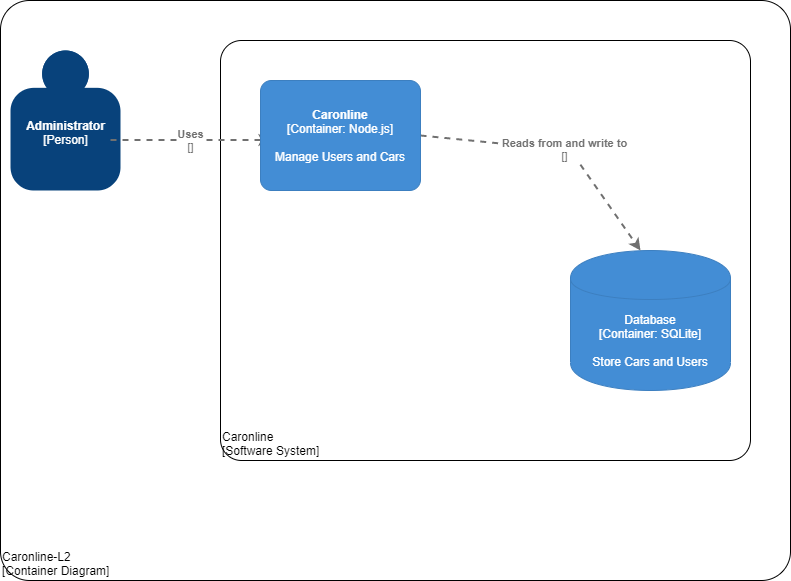 Administrator
[Person]
Uses
[]
Caronline
[Container: Node.js]
Manage Users and Cars
Reads from and write to
[]
Database
[Container: SQLite]
Store Cars and Users
Caronline
[Software System]
Caronline-L2
[Container Diagram]